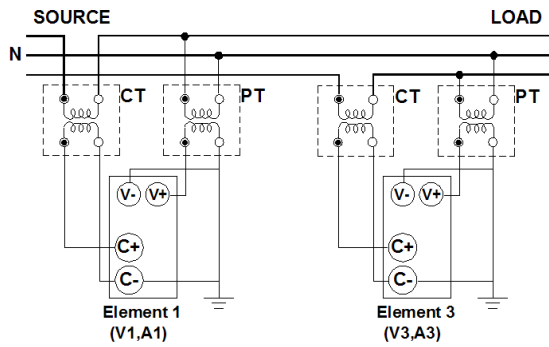 SOURCE LOAD
N
CT PT CT PT
V- V+ V- V+
C+ C+
C- C-
Element 1 Element 3
(V1,A1) (V3,A3)